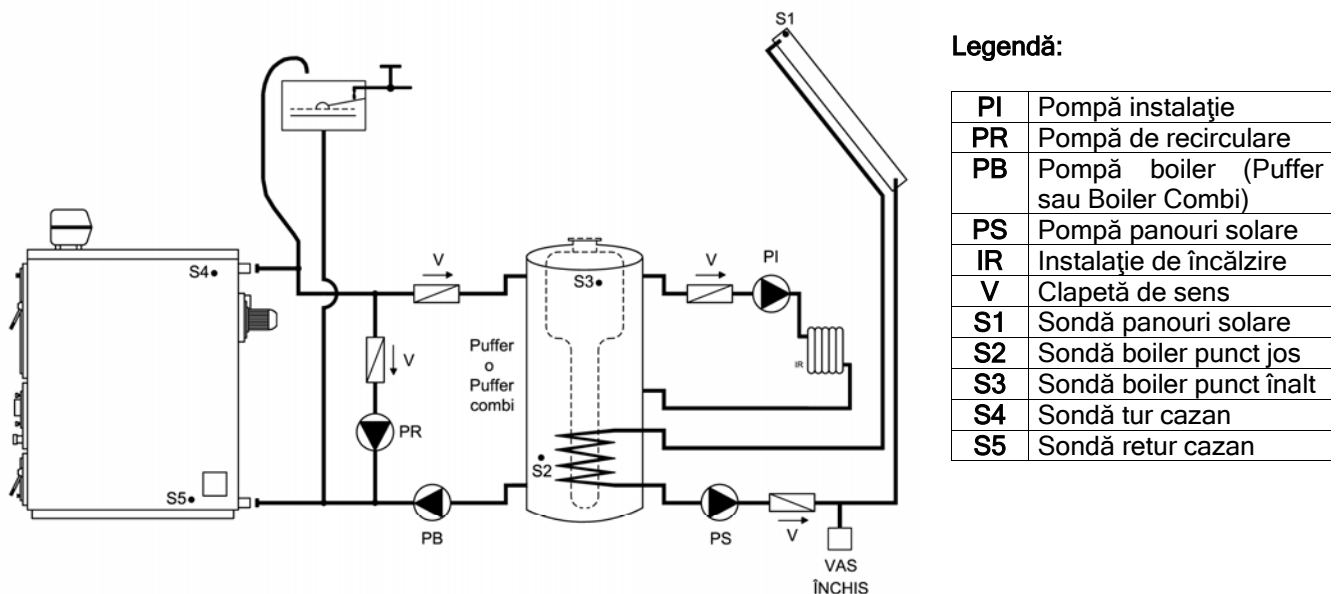 S1
Legendă:
PI Pompă instalaţie
PR Pompă de recirculare
PB Pompă boiler (Puffer
sau Boiler Combi)
PS Pompă panouri solare
IR Instalaţie de încălzire
V Clapetă de sens
S1 Sondă panouri solare
S2 Sondă boiler punct jos
S3 Sondă boiler punct înalt
S4 Sondă tur cazan
S5 Sondă retur cazan
S4
V
S3
V
PI
V
Puffer
o
Puffer
combi
IR
PR
S2
S5
PB
PS
V
VAS
ÎNCHIS